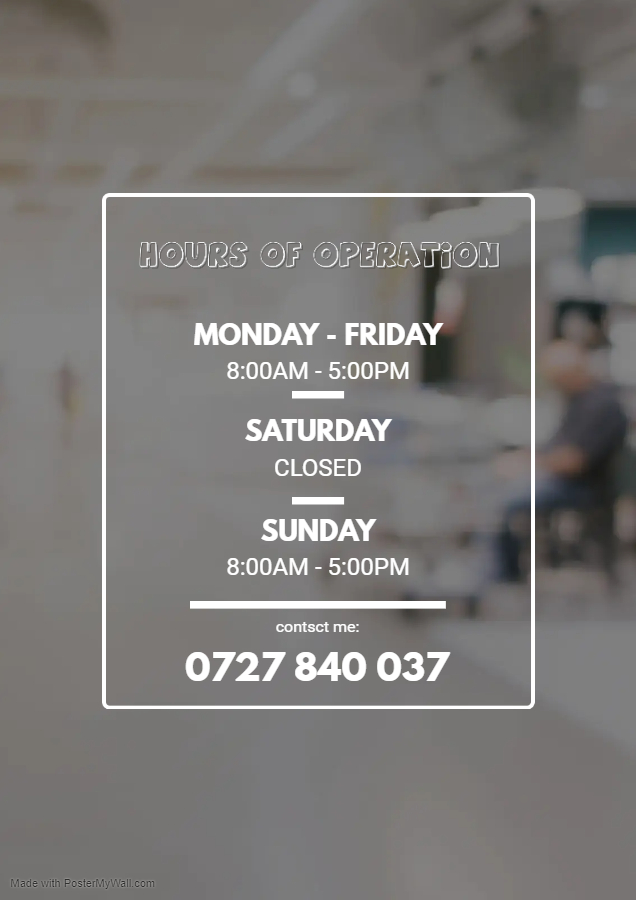 HOURS OF OPERATION
MONDAY - FRIDAY
8:00AM - 5:00PM
SATURDAY
CLOSED
SUNDAY
8:00AM - 5:00PM
contsct me:
0727 840 037
Made with PosterMyWall.com